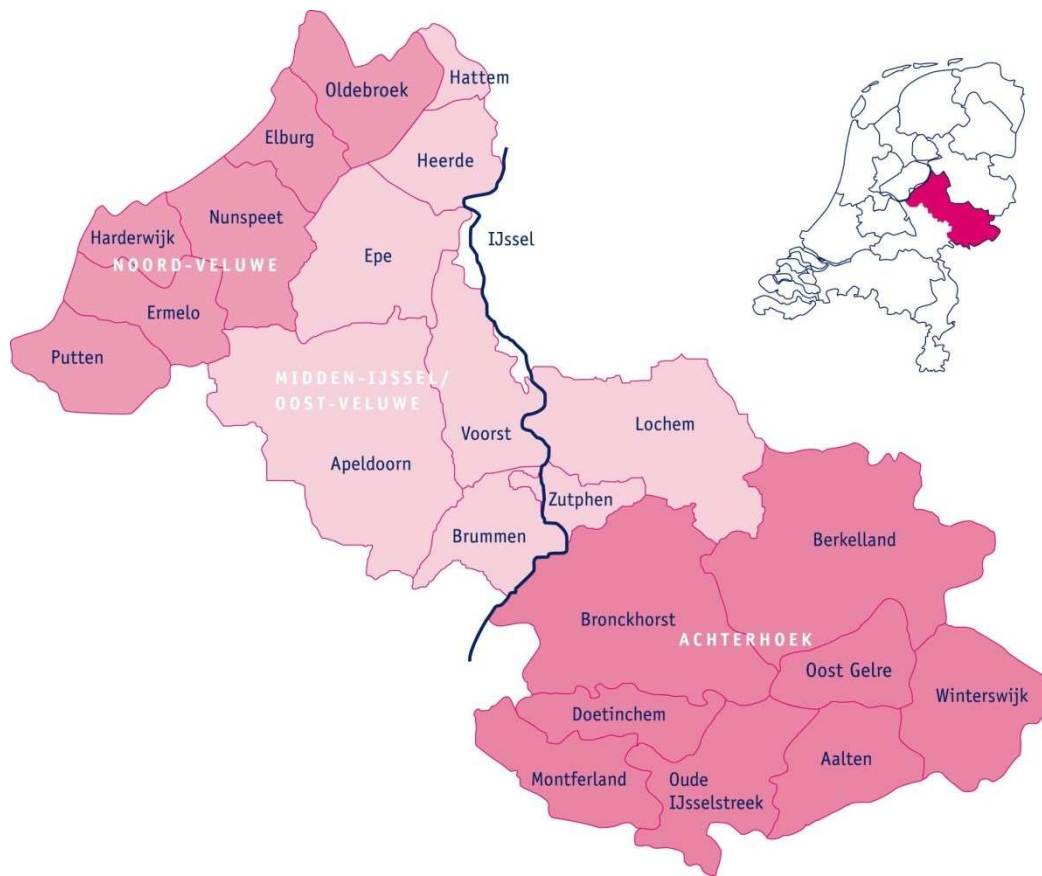 Hattem
Oldebroek
Elburg
Heerde
Nunspeet
Harderwijk
IJssel
Epe
NOORD-VELUWE
Ermelo
Putten
MIDDEN-IJSSEL/
OOST-VELUWE
Voorst
Lochem
Apeldoorn
Zutphen
Brummen
Berkelland
Bronckhorst
ACHTERHOEK
Oost Gelre
Winterswijk
Doetinchem
Aalten
Montferland
Oude
IJsselstreek